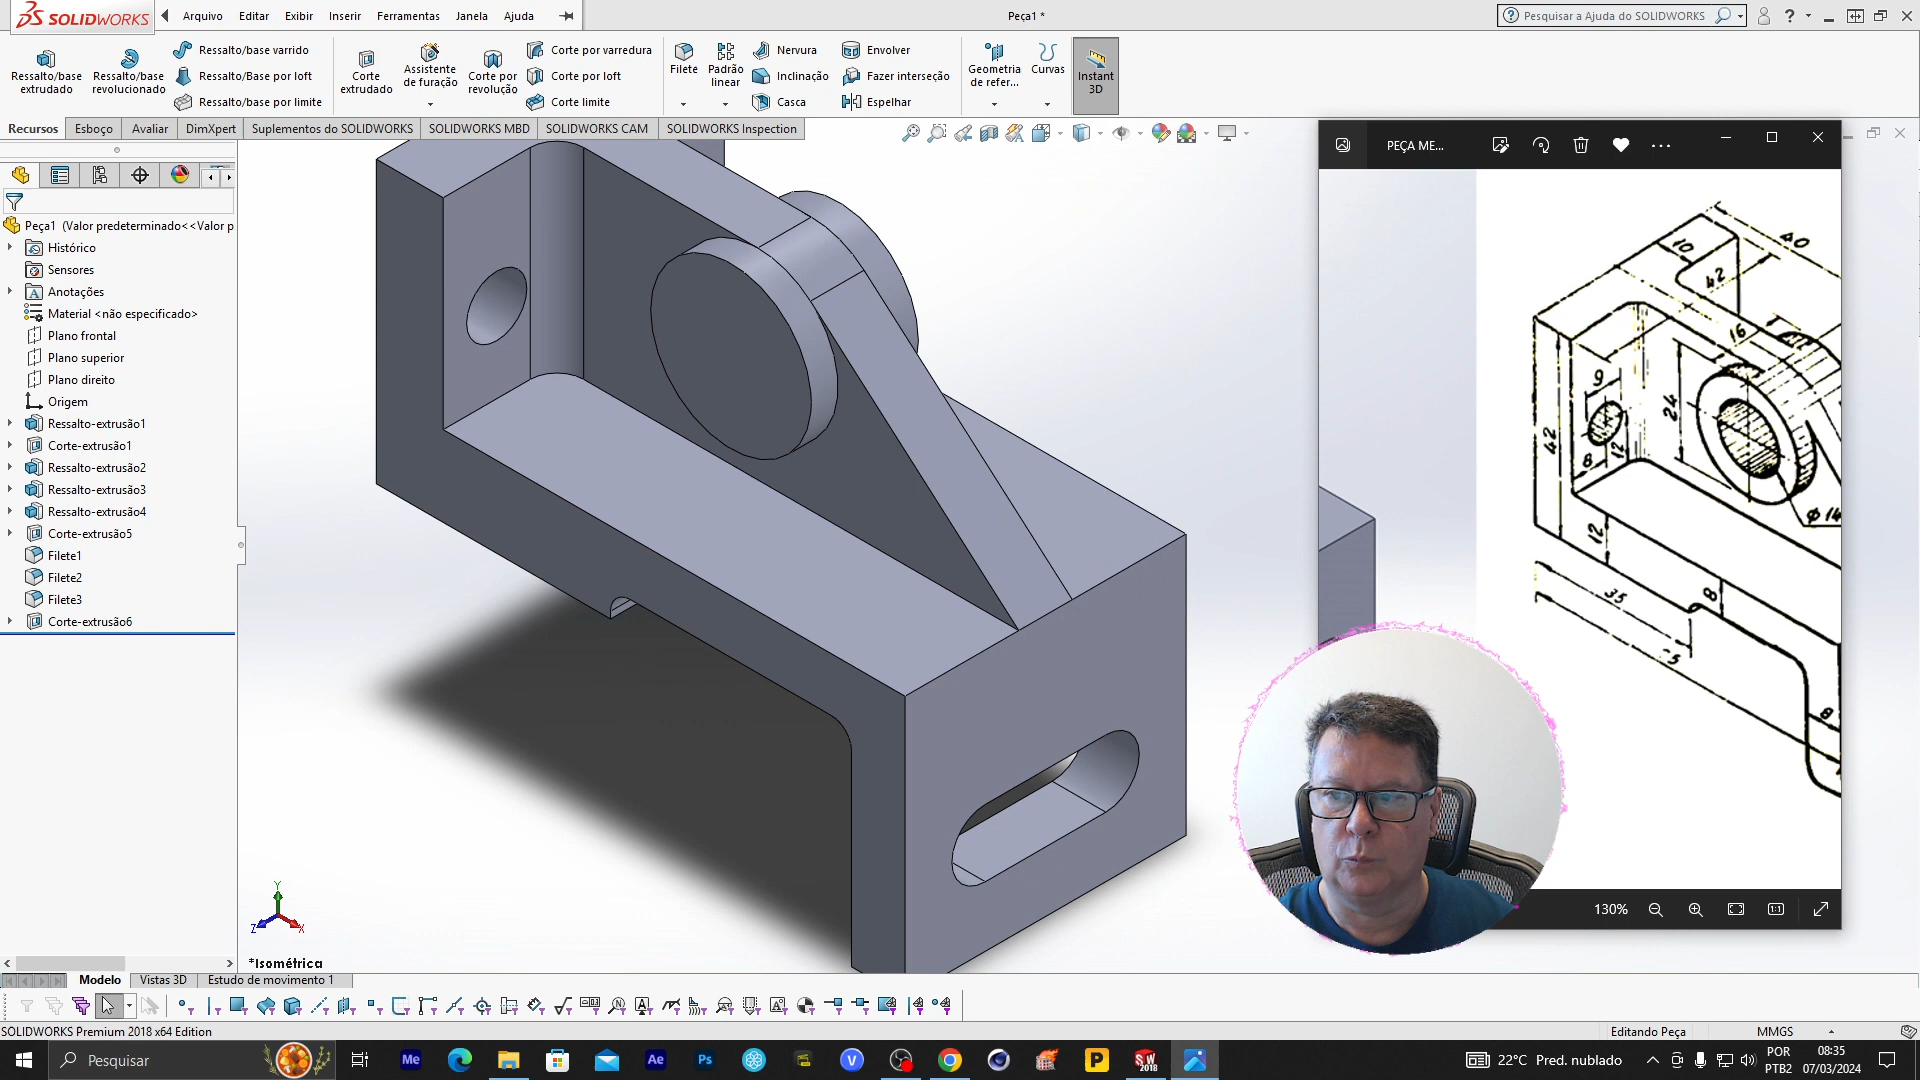 SOLIDWORKS
Arquivo Editar Exibir Inserir Ferramentas Janela Ajuda
Peça1 *
Pesquisar a Ajuda do SOLIDWORKS
Ressalto/base extrudado
Ressalto/base revolucionado
Ressalto/base varrido
Ressalto/Base por loft
Ressalto/base por limite
Corte extrudado
Assistente de furação
Corte por revolução
Corte por varredura
Corte por loft
Corte limite
Filete
Padrão linear
Nervura
Inclinação
Casca
Envolver
Fazer interseção
Espelhar
Geometria de refer...
Curvas
Instant 3D
Recursos Esboço Avaliar DimXpert Suplementos do SOLIDWORKS SOLIDWORKS MBD SOLIDWORKS CAM SOLIDWORKS Inspection
Peça1 (Valor predeterminado<<Valor p
Histórico
Sensores
Anotações
Material <não especificado>
Plano frontal
Plano superior
Plano direito
Origem
Ressalto-extrusão1
Corte-extrusão1
Ressalto-extrusão2
Ressalto-extrusão3
Ressalto-extrusão4
Corte-extrusão5
Filete1
Filete2
Filete3
Corte-extrusão6
PEÇA ME...
40
10
42
16
9
24
42
8
12
Φ14
12
35
8
8
130%
Y
Z
X
*Isométrica
Modelo Vistas 3D Estudo de movimento 1
SOLIDWORKS Premium 2018 x64 Edition
Editando Peça
MMGS
Pesquisar
Me
Ae
Ps
V
P
SW 2018
22°C Pred. nublado
POR
PTB2
08:35
07/03/2024